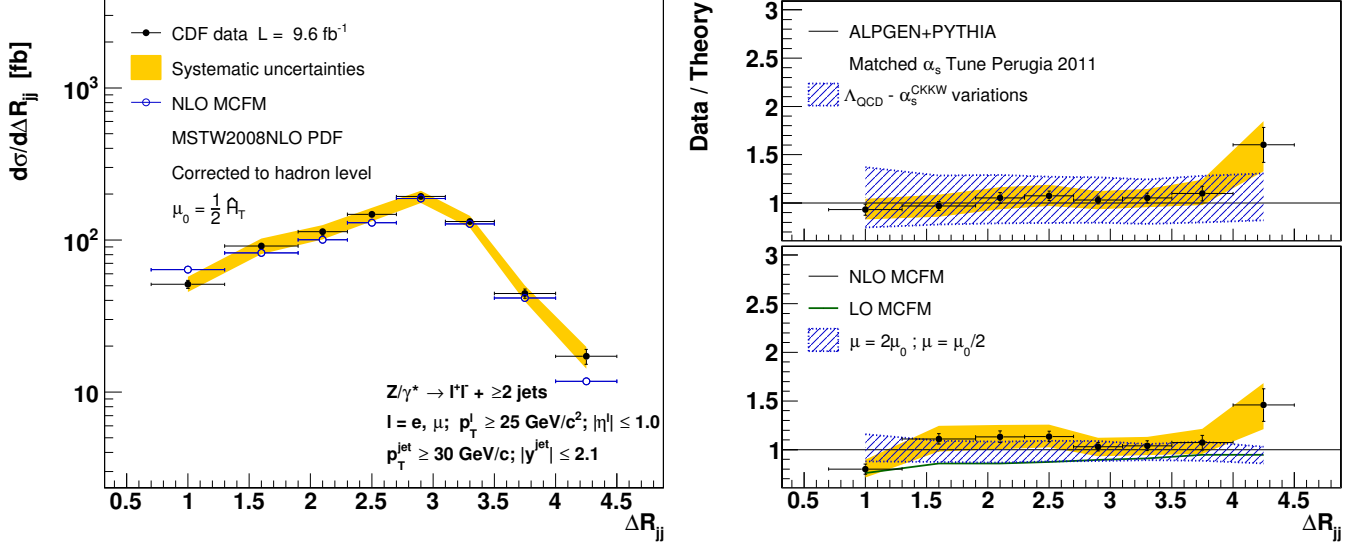 CDF data L = 9.6 fb⁻¹
Systematic uncertainties
NLO MCFM
MSTW2008NLO PDF
Corrected to hadron level
μ₀ = 1/2 Ĥ_T
Z/γ* → l⁺l⁻ + ≥2 jets
l = e, μ; p_T^l ≥ 25 GeV/c²; |η^l| ≤ 1.0
p_T^jet ≥ 30 GeV/c; |y^jet| ≤ 2.1
dσ/dΔR_jj [fb]
10³
10²
10
0.5 1 1.5 2 2.5 3 3.5 4 4.5
ΔR_jj
Data / Theory
3
2.5
2
1.5
1
ALPGEN+PYTHIA
Matched α_s Tune Perugia 2011
Λ_QCD - α_s^CKKW variations
3
2.5
2
1.5
1
NLO MCFM
LO MCFM
μ = 2μ₀ ; μ = μ₀/2
0.5 1 1.5 2 2.5 3 3.5 4 4.5
ΔR_jj